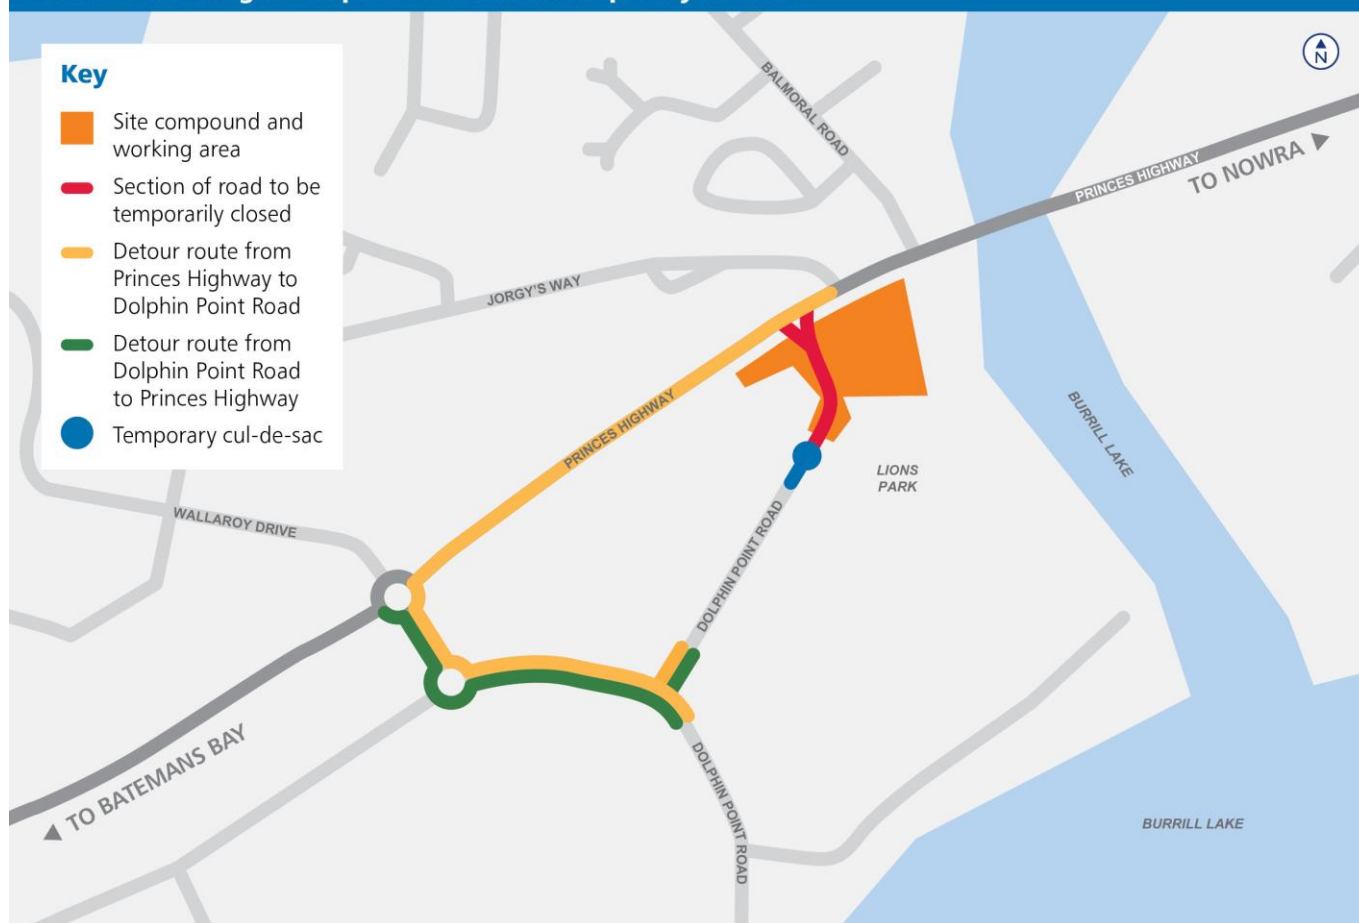 Key
Site compound and
working area
Section of road to be
temporarily closed
Detour route from
Princes Highway to
Dolphin Point Road
Detour route from
Dolphin Point Road
to Princes Highway
Temporary cul-de-sac
N
BALMORAL ROAD
PRINCES HIGHWAY
TO NOWRA
JORGY'S WAY
PRINCES HIGHWAY
BURRILL LAKE
LIONS
PARK
WALLAROY DRIVE
DOLPHIN POINT ROAD
TO BATEMANS BAY
DOLPHIN POINT ROAD
BURRILL LAKE